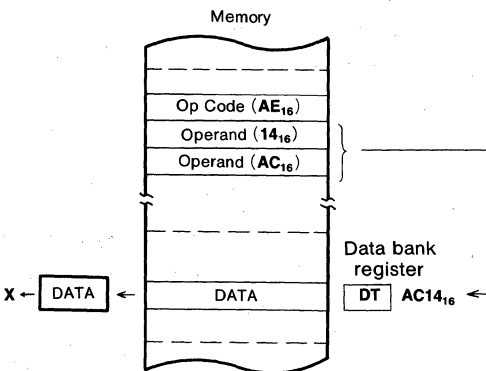 Memory
Op Code (AE₁₆)
Operand (14₁₆)
Operand (AC₁₆)
Data bank
register
X ← DATA ← DATA DT AC14₁₆ ←